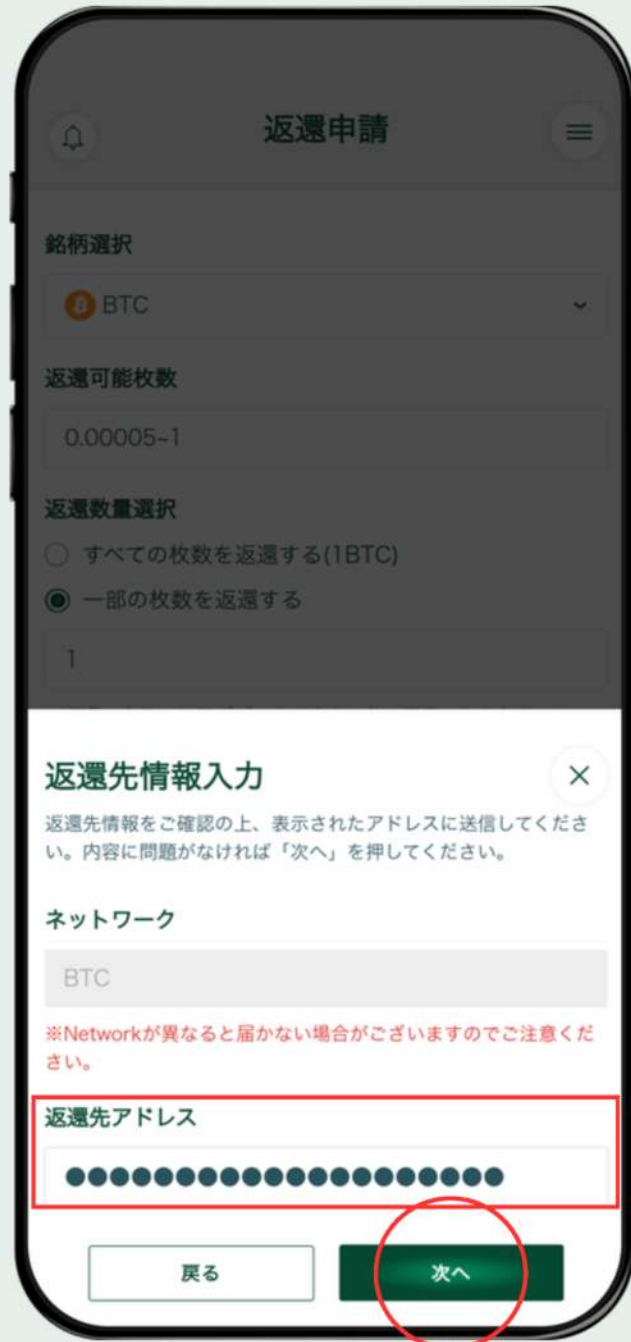 返還申請
銘柄選択
BTC
返還可能枚数
0.00005~1
返還数量選択
すべての枚数を返還する(1BTC)
一部の枚数を返還する
1
返還先情報入力
返還先情報をご確認の上、表示されたアドレスに送信してくださ
い。内容に問題がなければ「次へ」を押してください。
ネットワーク
BTC
※Networkが異なると届かない場合がございますのでご注意くだ
さい。
返還先アドレス
●●●●●●●●●●●●●●●●●●●●
戻る
次へ